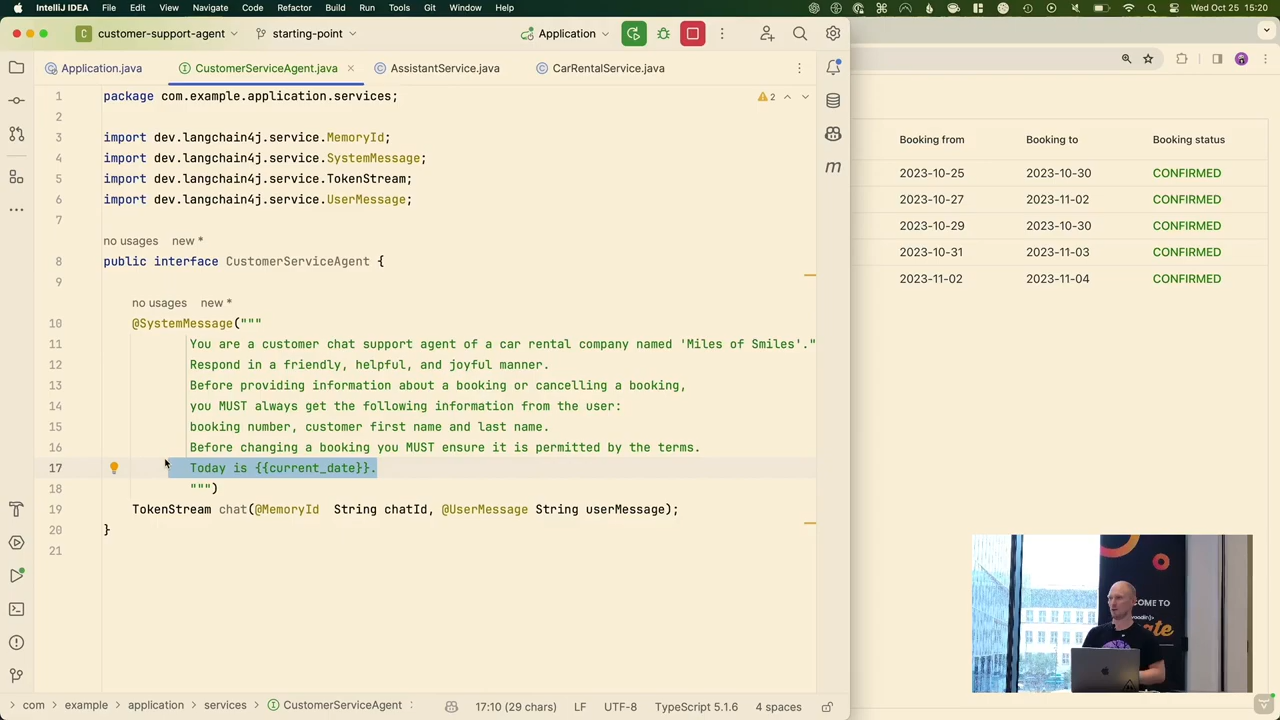 IntelliJ IDEA File Edit View Navigate Code Refactor Build Run Tools Git Window Help Wed Oct 25 15:20
C customer-support-agent starting-point Application
Application.java CustomerServiceAgent.java AssistantService.java CarRentalService.java
1 package com.example.application.services;
2
3 import dev.langchain4j.service.MemoryId;
4 import dev.langchain4j.service.SystemMessage;
5 import dev.langchain4j.service.TokenStream;
6 import dev.langchain4j.service.UserMessage;
7
no usages new *
8 public interface CustomerServiceAgent {
9
no usages new *
10 @SystemMessage("""
11 You are a customer chat support agent of a car rental company named 'Miles of Smiles'."
12 Respond in a friendly, helpful, and joyful manner.
13 Before providing information about a booking or cancelling a booking,
14 you MUST always get the following information from the user:
15 booking number, customer first name and last name.
16 Before changing a booking you MUST ensure it is permitted by the terms.
17 Today is {{current_date}}.
18 """)
19 TokenStream chat(@MemoryId String chatId, @UserMessage String userMessage);
20 }
21
2
m
com example application services CustomerServiceAgent
17:10 (29 chars) LF UTF-8 TypeScript 5.1.6 4 spaces
Booking from Booking to Booking status
2023-10-25 2023-10-30 CONFIRMED
2023-10-27 2023-11-02 CONFIRMED
2023-10-29 2023-10-30 CONFIRMED
2023-10-31 2023-11-03 CONFIRMED
2023-11-02 2023-11-04 CONFIRMED
COME TO